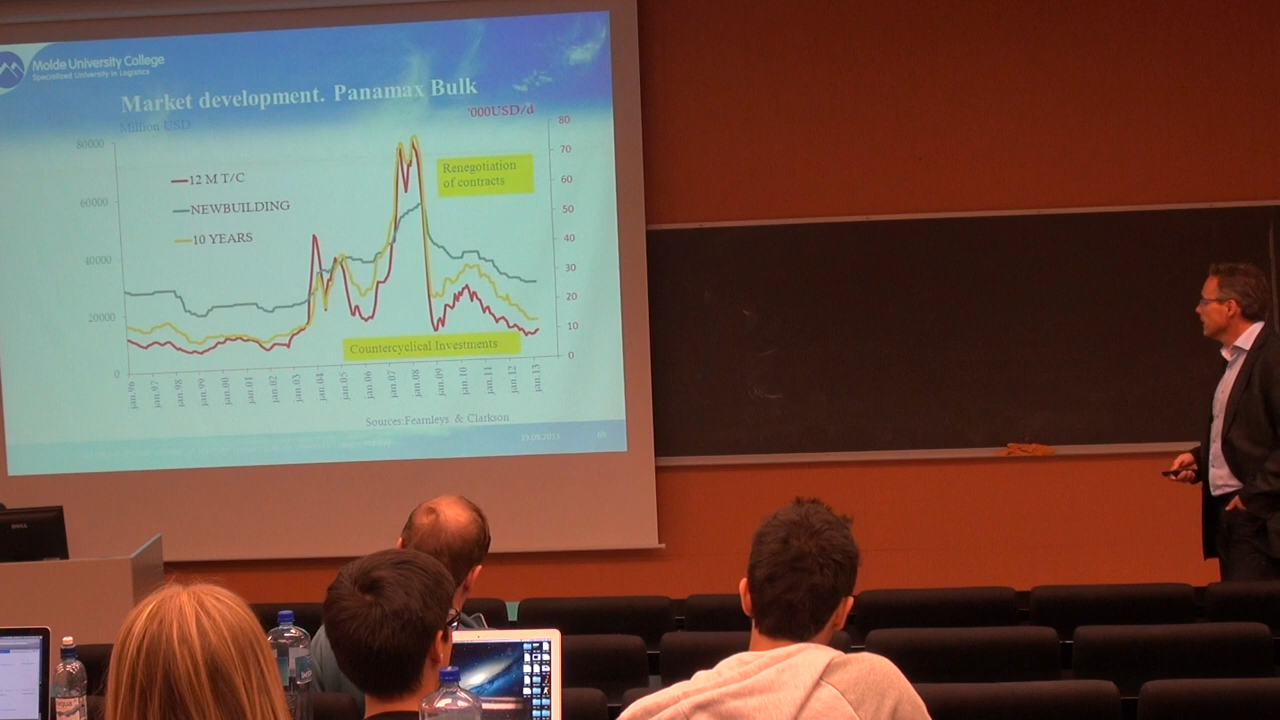 Molde University College
Specialized University in Logistics
Market development. Panamax Bulk
Million USD
'000USD/d
80000
60000
40000
20000
0
80
70
60
50
40
30
20
10
0
12 M T/C
NEWBUILDING
10 YEARS
Renegotiation
of contracts
Countercyclical Investments
jan.96
jan.97
jan.98
jan.99
jan.00
jan.01
jan.02
jan.03
jan.04
jan.05
jan.06
jan.07
jan.08
jan.09
jan.10
jan.11
jan.12
jan.13
Sources:Fearnleys & Clarkson
DELL